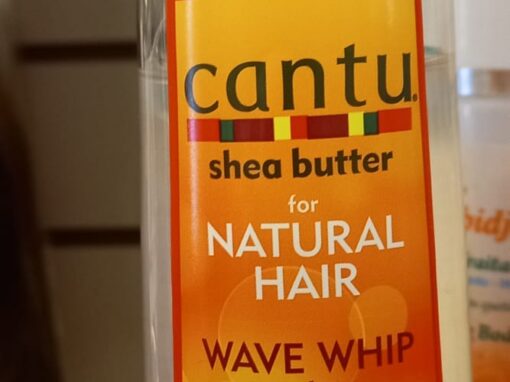 cantu
shea butter
for
NATURAL
HAIR
WAVE WHIP